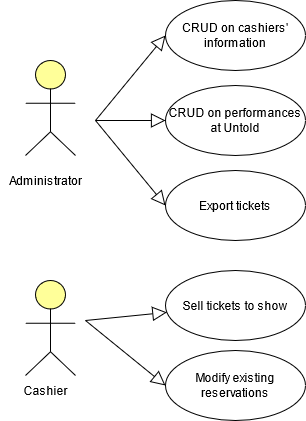 CRUD on cashiers'
information
CRUD on performances
at Untold
Administrator
Export tickets
Sell tickets to show
Cashier
Modify existing
reservations